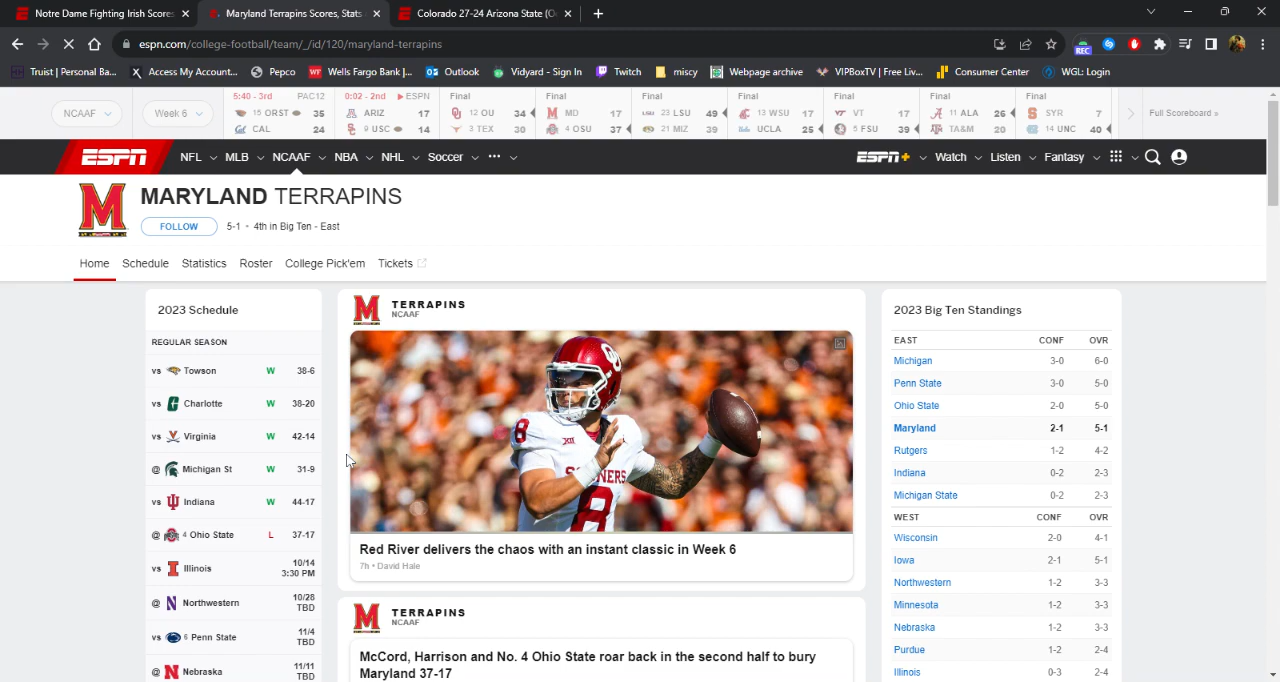 Notre Dame Fighting Irish Scores
Maryland Terrapins Scores, Stats
Colorado 27-24 Arizona State (O
espn.com/college-football/team/_/id/120/maryland-terrapins
REC
Truist | Personal Ba...
Access My Account...
Pepco
Wells Fargo Bank |...
Outlook
Vidyard - Sign In
Twitch
miscy
Webpage archive
VIPBoxTV | Free Liv...
Consumer Center
WGL: Login
NCAAF
Week 6
5:40 - 3rd PAC12
15 ORST 35
CAL 24
0:02 - 2nd ESPN
ARIZ 17
9 USC 14
Final
12 OU 34
3 TEX 30
Final
MD 17
4 OSU 37
Final
23 LSU 49
21 MIZ 39
Final
13 WSU 17
UCLA 25
Final
VT 17
5 FSU 39
Final
11 ALA 26
TA&M 20
Final
SYR 7
14 UNC 40
Full Scoreboard »
ESPN
NFL MLB NCAAF NBA NHL Soccer ...
ESPN+ Watch Listen Fantasy
MARYLAND TERRAPINS
FOLLOW 5-1 • 4th in Big Ten - East
Home Schedule Statistics Roster College Pick'em Tickets
2023 Schedule
REGULAR SEASON
vs Towson W 38-6
vs Charlotte W 38-20
vs Virginia W 42-14
@ Michigan St W 31-9
vs Indiana W 44-17
@ 4 Ohio State L 37-17
vs Illinois 10/14 3:30 PM
@ Northwestern 10/28 TBD
vs 6 Penn State 11/4 TBD
@ Nebraska 11/11 TBD
TERRAPINS
NCAAF
Red River delivers the chaos with an instant classic in Week 6
7h • David Hale
TERRAPINS
NCAAF
McCord, Harrison and No. 4 Ohio State roar back in the second half to bury
Maryland 37-17
2023 Big Ten Standings
EAST CONF OVR
Michigan 3-0 6-0
Penn State 3-0 5-0
Ohio State 2-0 5-0
Maryland 2-1 5-1
Rutgers 1-2 4-2
Indiana 0-2 2-3
Michigan State 0-2 2-3
WEST CONF OVR
Wisconsin 2-0 4-1
Iowa 2-1 5-1
Northwestern 1-2 3-3
Minnesota 1-2 3-3
Nebraska 1-2 3-3
Purdue 1-2 2-4
Illinois 0-3 2-4